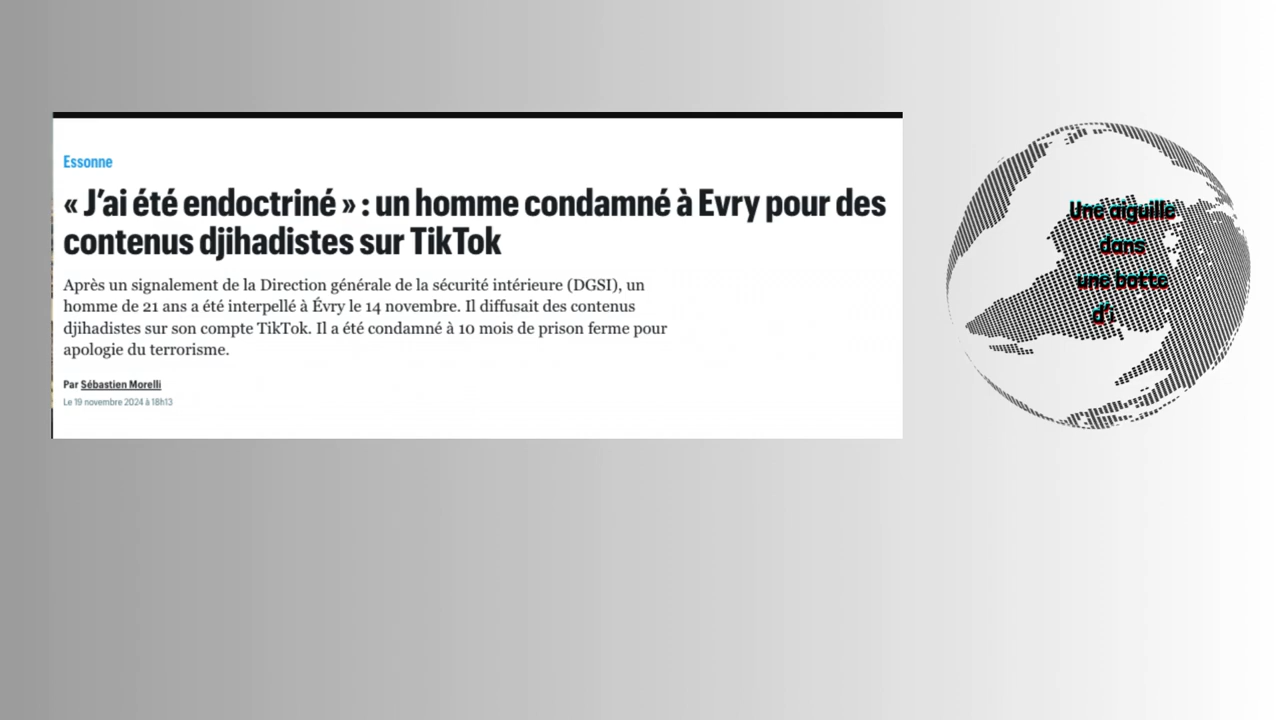 Essonne
« J’ai été endoctriné » : un homme condamné à Evry pour des
contenus djihadistes sur TikTok
Après un signalement de la Direction générale de la sécurité intérieure (DGSI), un
homme de 21 ans a été interpellé à Évry le 14 novembre. Il diffusait des contenus
djihadistes sur son compte TikTok. Il a été condamné à 10 mois de prison ferme pour
apologie du terrorisme.
Par Sébastien Morelli
Le 19 novembre 2024 à 18h13
Une aiguille
dans
une botte
d'i